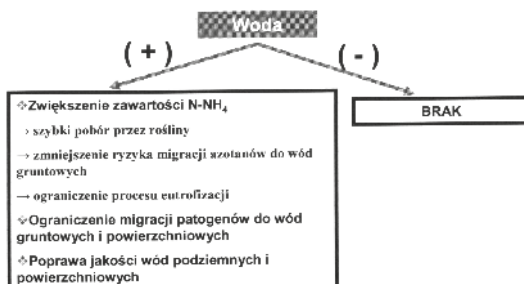 Woda
( + )
( - )
❖Zwiększenie zawartości N-NH₄
→ szybki pobór przez rośliny
→ zmniejszenie ryzyka migracji azotanów do wód
gruntowych
→ ograniczenie procesu eutrofizacji
❖Ograniczenie migracji patogenów do wód
gruntowych i powierzchniowych
❖Poprawa jakości wód podziemnych i
powierzchniowych
BRAK